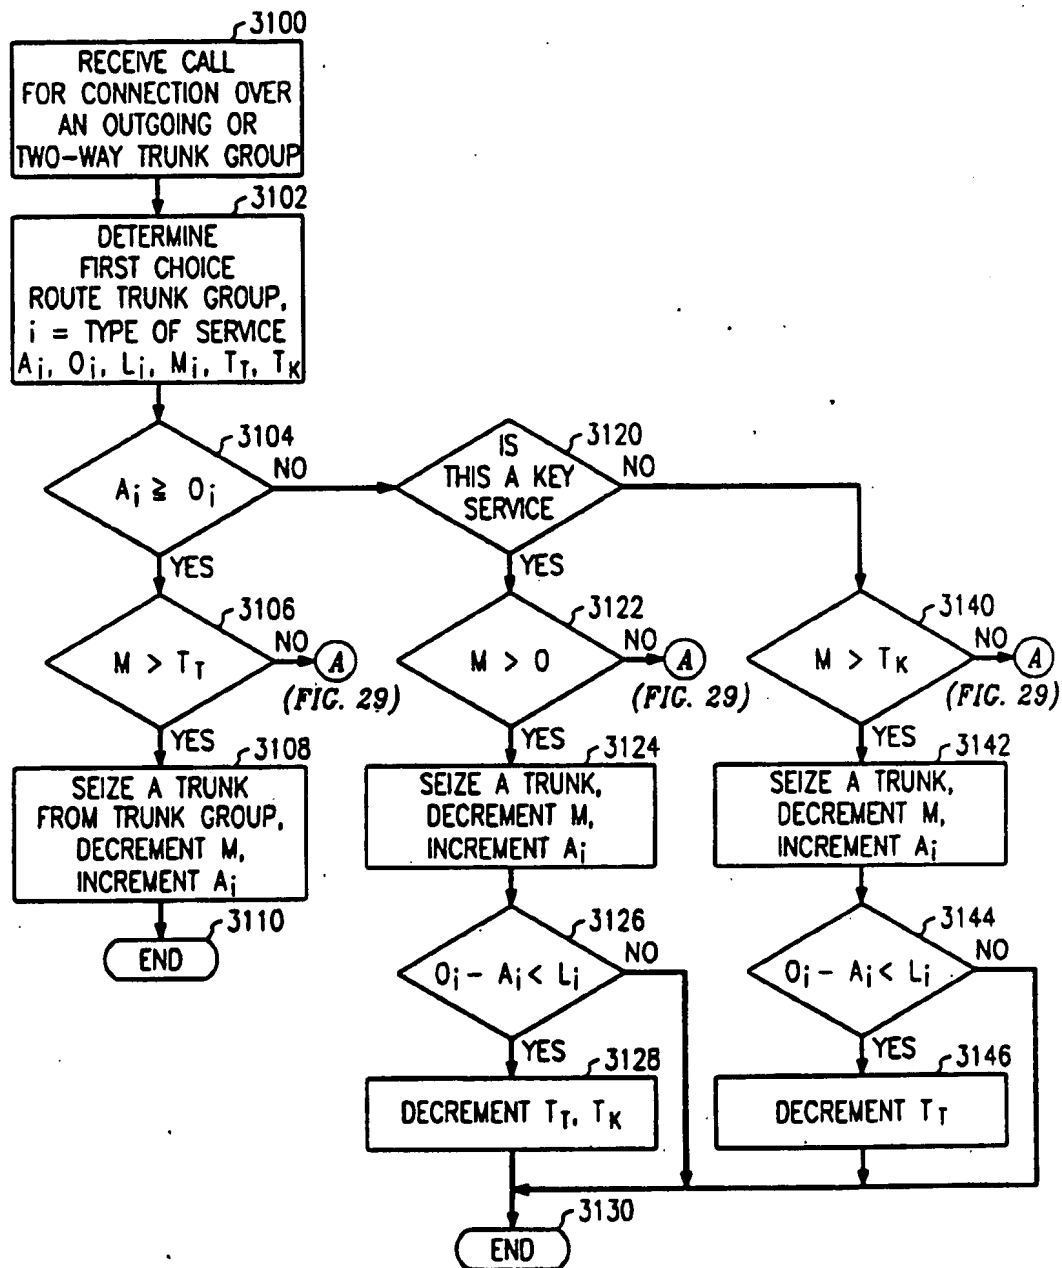 3100
RECEIVE CALL
FOR CONNECTION OVER
AN OUTGOING OR
TWO-WAY TRUNK GROUP
3102
DETERMINE
FIRST CHOICE
ROUTE TRUNK GROUP,
i = TYPE OF SERVICE
Ai, Oi, Li, Mi, TT, TK
3104
Ai ≧ Oi
NO
YES
3120
IS
THIS A KEY
SERVICE
NO
YES
3106
M > TT
NO
A
(FIG. 29)
YES
3122
M > 0
NO
A
(FIG. 29)
YES
3140
M > TK
NO
A
(FIG. 29)
YES
3108
SEIZE A TRUNK
FROM TRUNK GROUP,
DECREMENT M,
INCREMENT Ai
3110
END
3124
SEIZE A TRUNK,
DECREMENT M,
INCREMENT Ai
3142
SEIZE A TRUNK,
DECREMENT M,
INCREMENT Ai
3126
Oi - Ai < Li
NO
YES
3144
Oi - Ai < Li
NO
YES
3128
DECREMENT TT, TK
3146
DECREMENT TT
3130
END